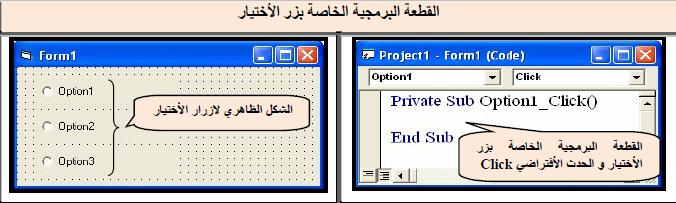 القطعة البرمجية الخاصة بزر الأختيار
Form1
Option1
Option2
Option3
الشكل الظاهري لازرار الأختيار
Project1 - Form1 (Code)
Option1 Click
Private Sub Option1_Click()
End Sub
القطعة البرمجية الخاصة بزر
الأختيار و الحدث الأفتراضي Click